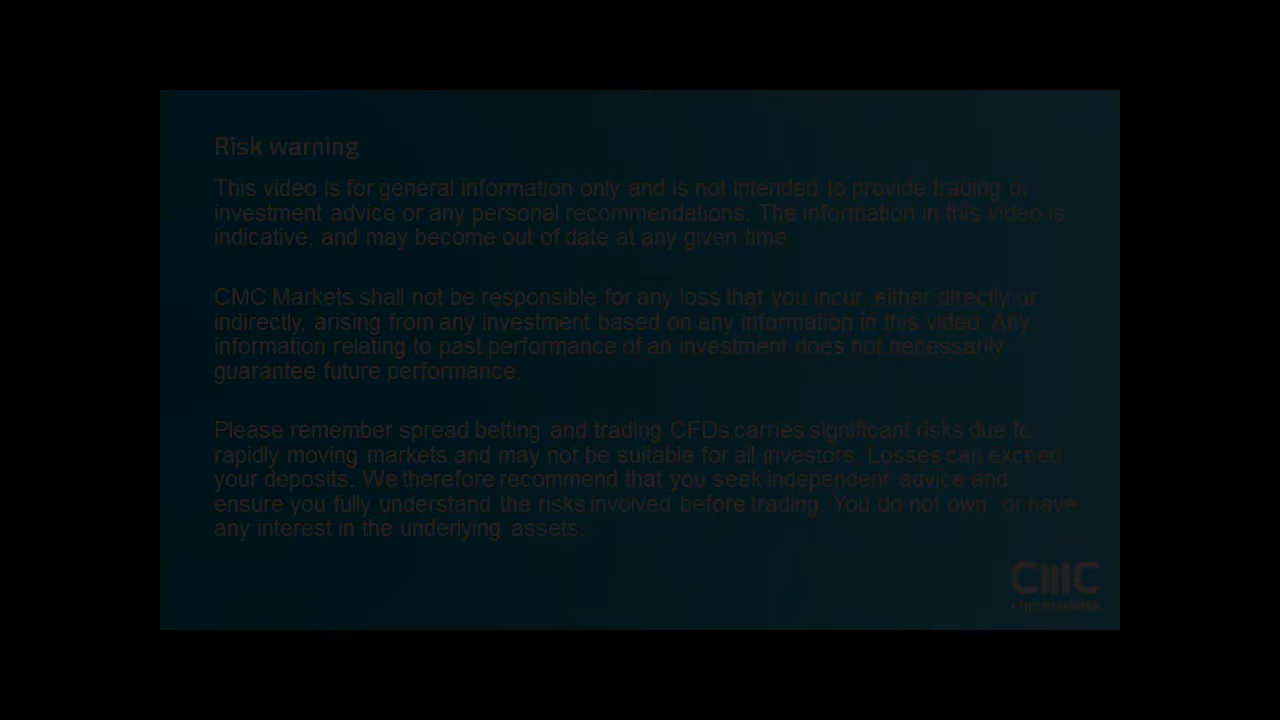 Risk warning
This video is for general information only and is not intended to provide trading or
investment advice or any personal recommendations. The information in this video is
indicative, and may become out of date at any given time.
CMC Markets shall not be responsible for any loss that you incur, either directly or
indirectly, arising from any investment based on any information in this video. Any
information relating to past performance of an investment does not necessarily
guarantee future performance.
Please remember spread betting and trading CFDs carries significant risks due to
rapidly moving markets and may not be suitable for all investors. Losses can exceed
your deposits. We therefore recommend that you seek independent advice and
ensure you fully understand the risks involved before trading. You do not own, or have
any interest in the underlying assets.
CMC
cmc markets